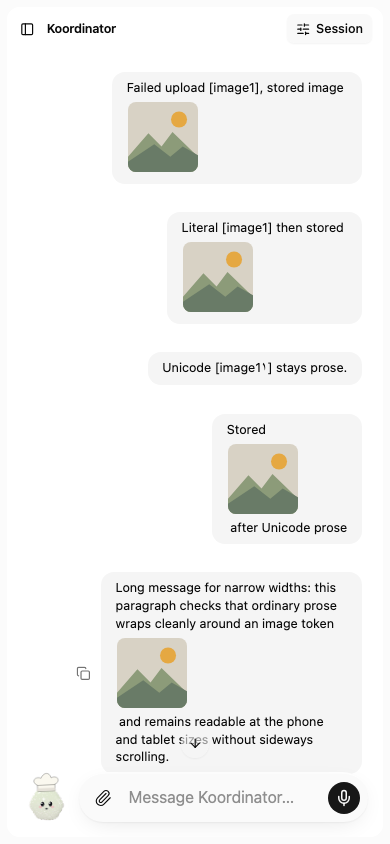 Koordinator
Session
Failed upload [image1], stored image
Literal [image1] then stored
Unicode [image1١] stays prose.
Stored
after Unicode prose
Long message for narrow widths: this
paragraph checks that ordinary prose
wraps cleanly around an image token
and remains readable at the phone
and tablet sizes without sideways
scrolling.
Message Koordinator...